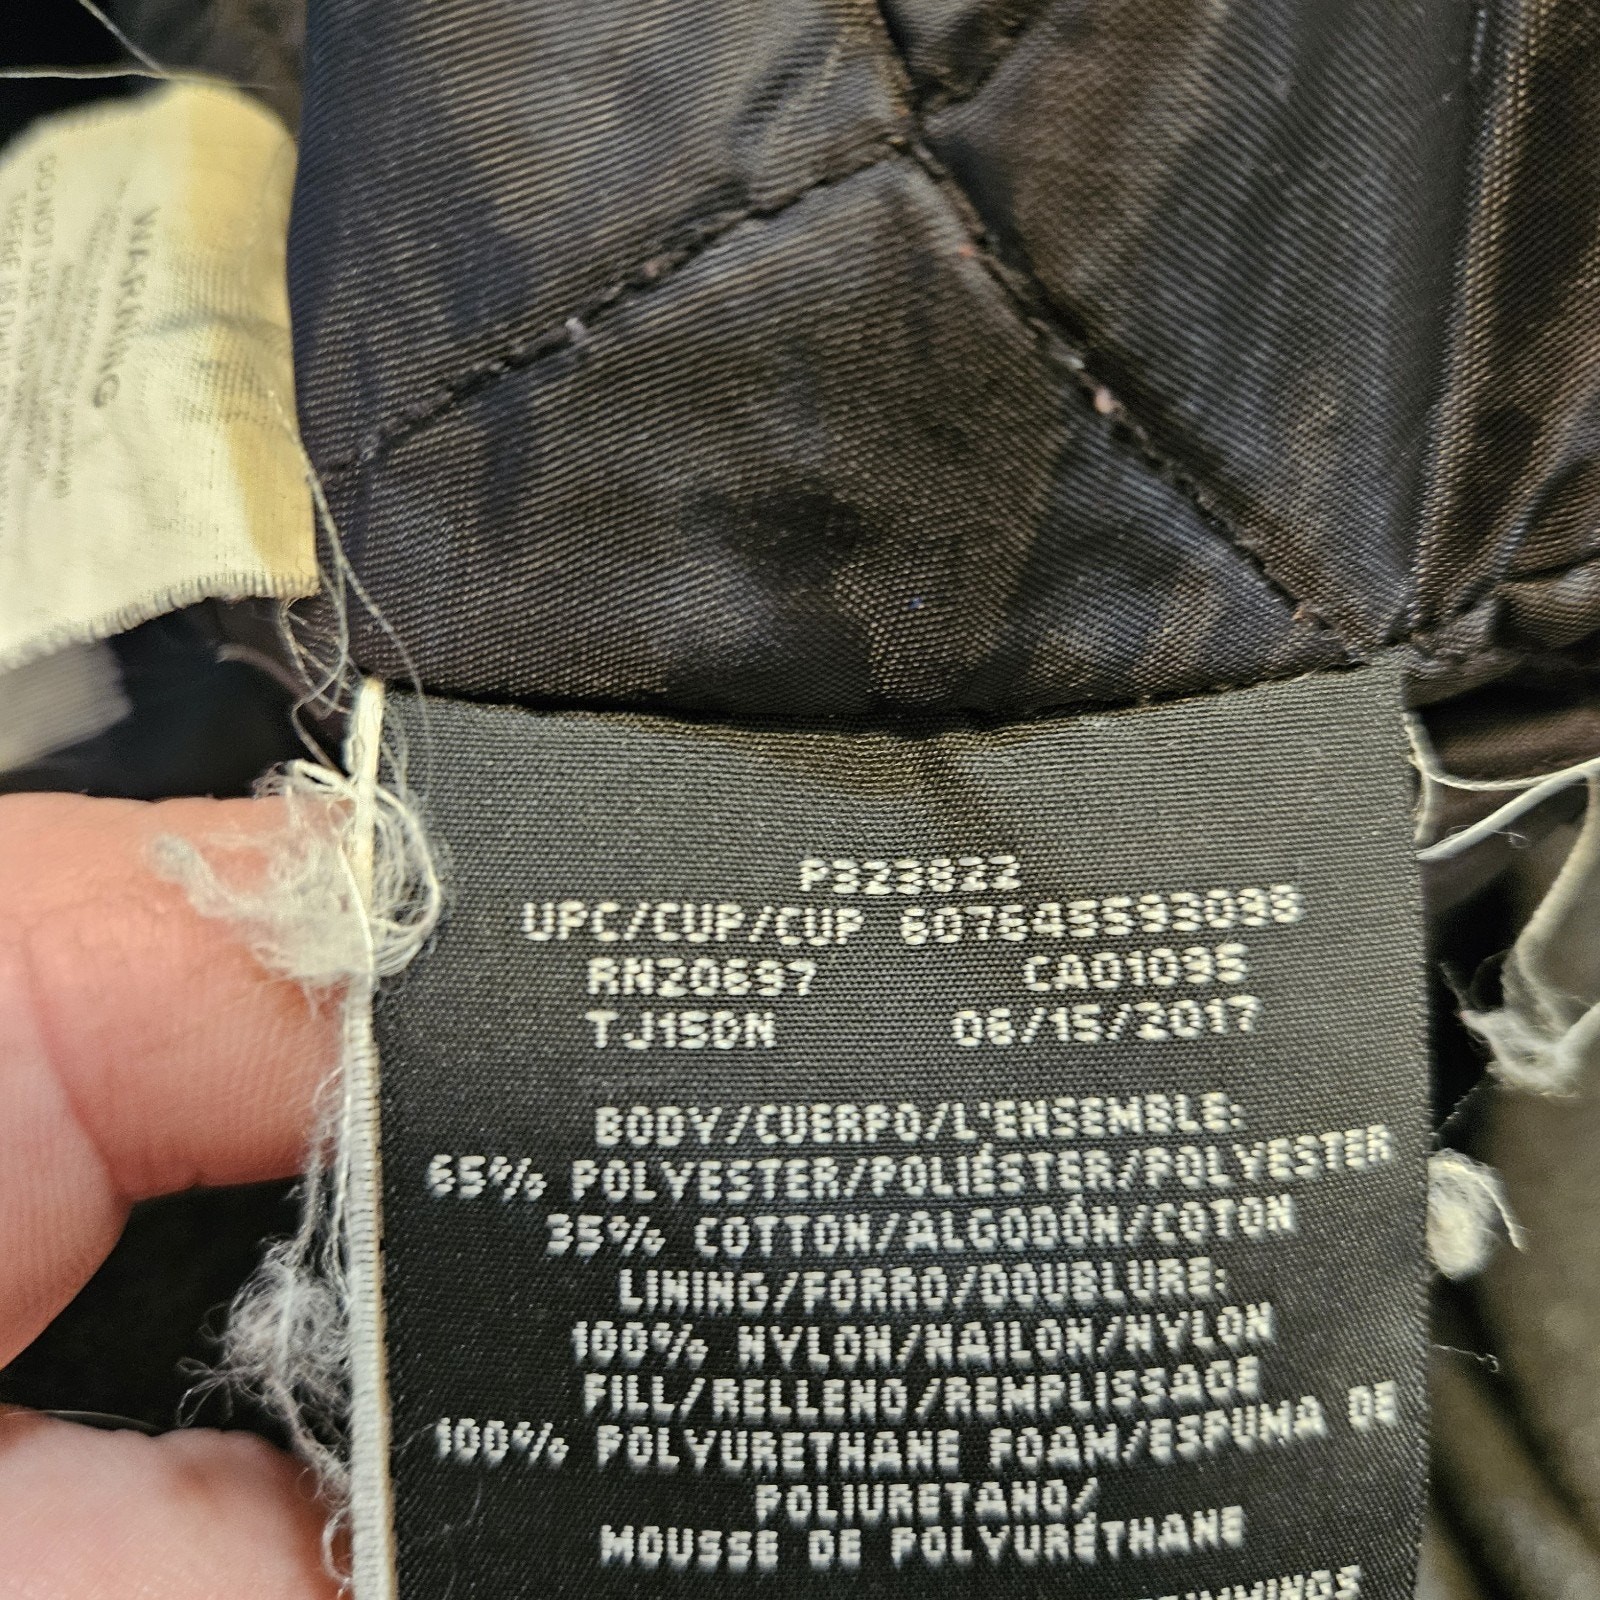 WARNING
DO NOT USE
P323822
UPC/CUP/CUP 607645593098
RN20697 CA01095
TJ150N 06/15/2017
BODY/CUERPO/L'ENSEMBLE:
65% POLYESTER/POLIÉSTER/POLYESTER
35% COTTON/ALGODÓN/COTON
LINING/FORRO/DOUBLURE:
100% NYLON/NAILON/NYLON
FILL/RELLENO/REMPLISSAGE
100% POLYURETHANE FOAM/ESPUMA DE
POLIURETANO/
MOUSSE DE POLYURÉTHANE